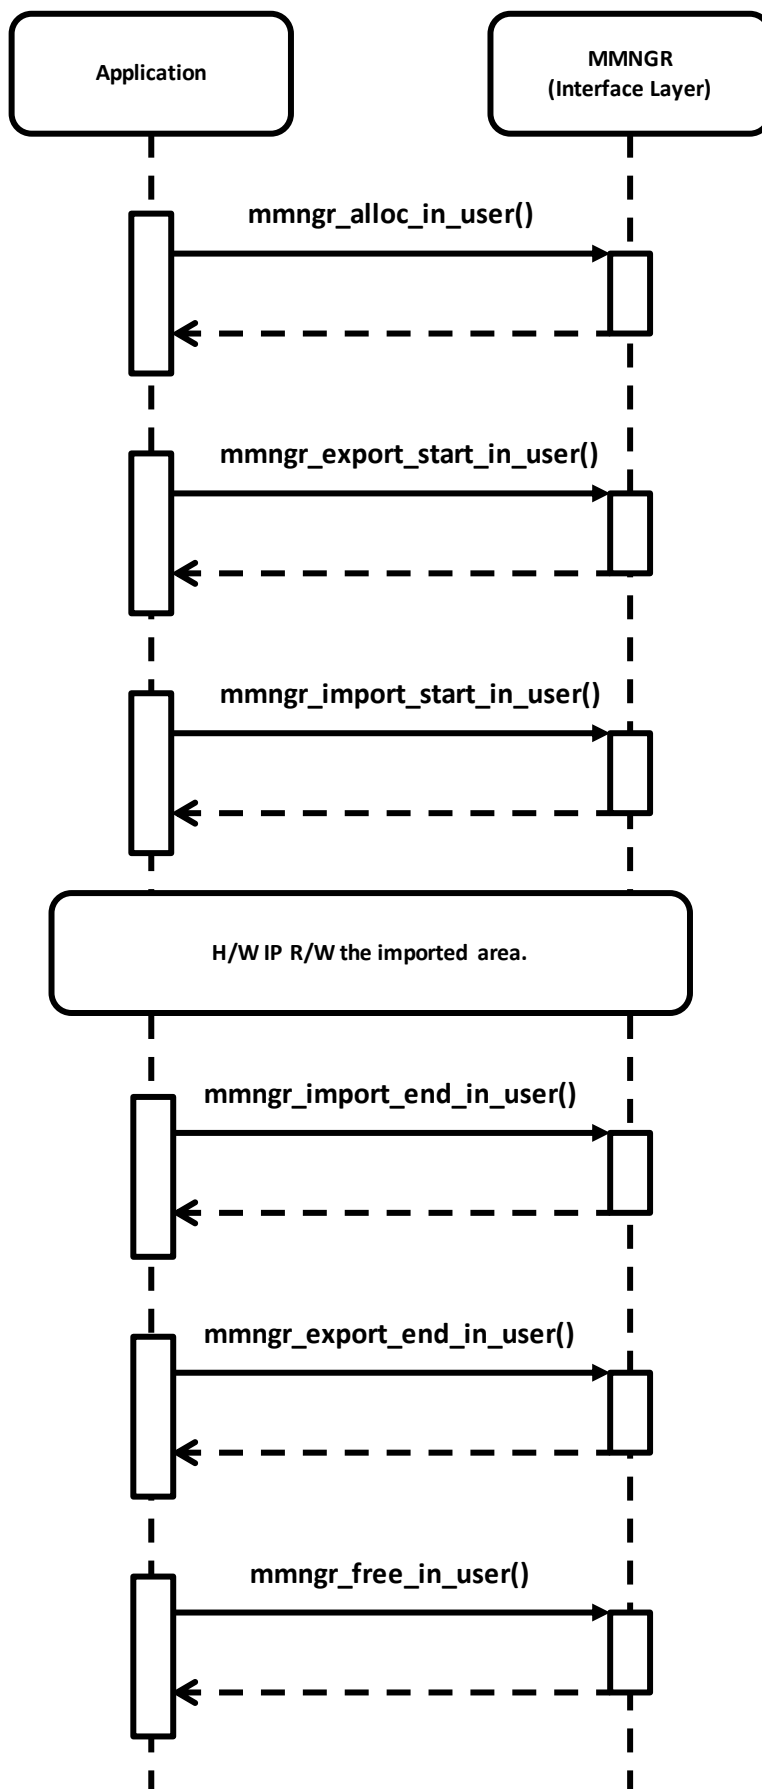 Application
MMNGR
(Interface Layer)
mmngr_alloc_in_user()
mmngr_export_start_in_user()
mmngr_import_start_in_user()
H/W IP R/W the imported area.
mmngr_import_end_in_user()
mmngr_export_end_in_user()
mmngr_free_in_user()